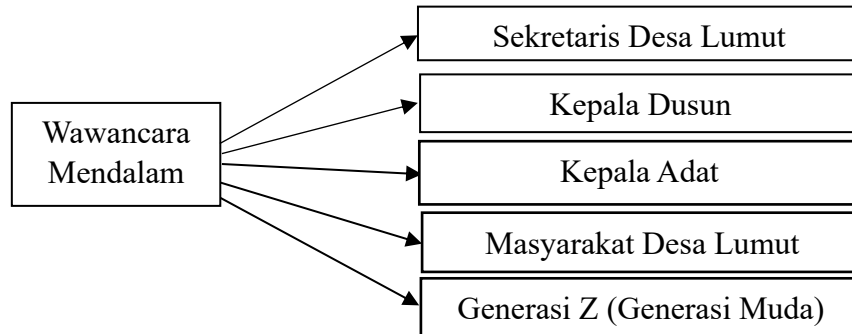 Wawancara
Mendalam
Sekretaris Desa Lumut
Kepala Dusun
Kepala Adat
Masyarakat Desa Lumut
Generasi Z (Generasi Muda)